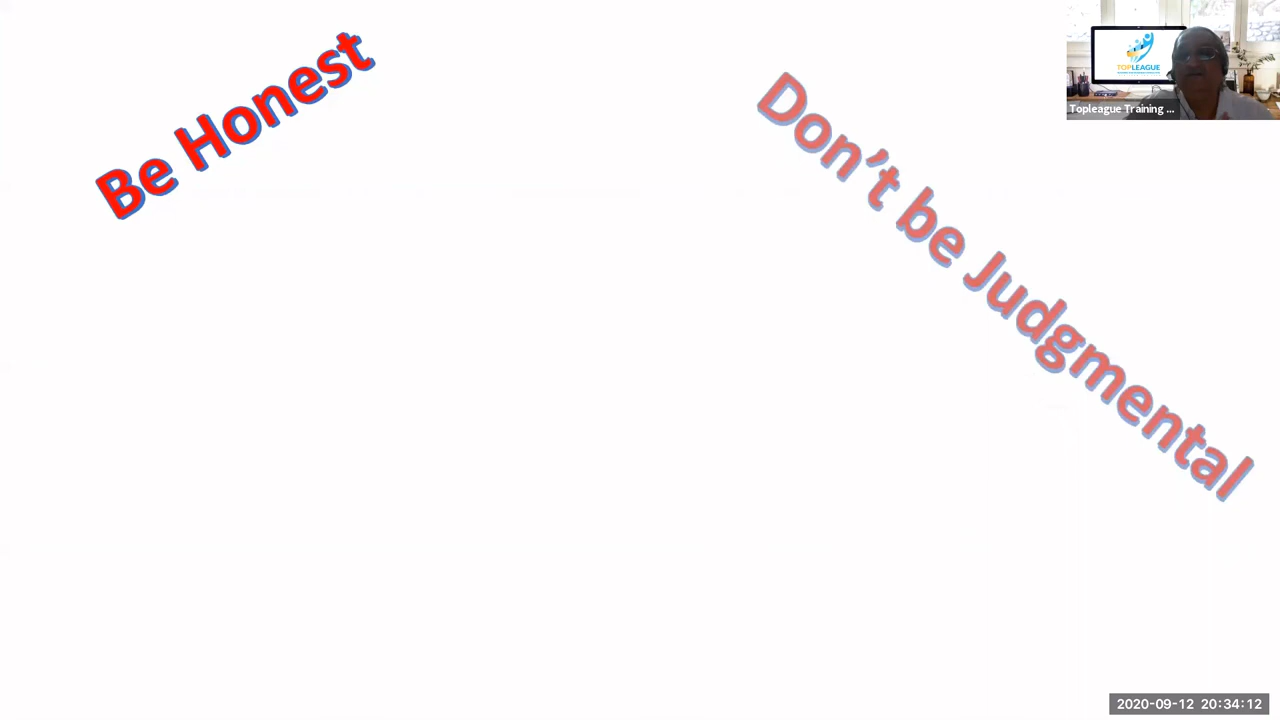 Be Honest
Don't be Judgmental
TOPLEAGUE
Topleague Training ...
2020-09-12 20:34:12